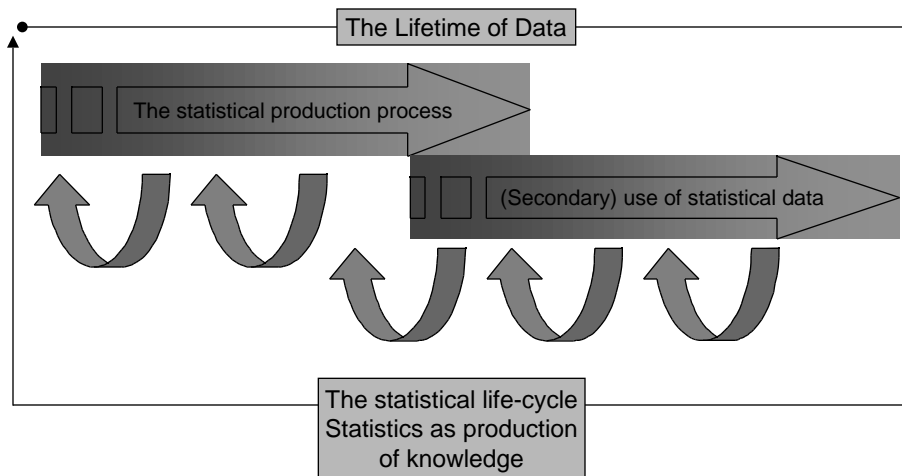 The Lifetime of Data
The statistical production process
(Secondary) use of statistical data
The statistical life-cycle
Statistics as production
of knowledge